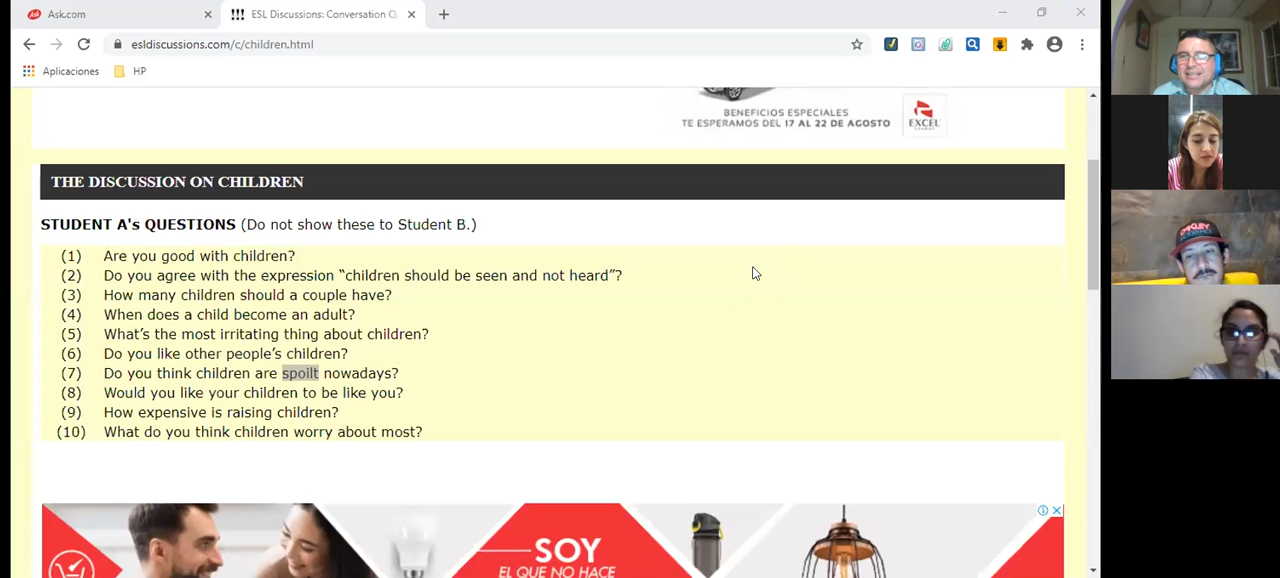 Ask.com
ESL Discussions: Conversation Q
esldiscussions.com/c/children.html
Aplicaciones
HP
BENEFICIOS ESPECIALES
TE ESPERAMOS DEL 17 AL 22 DE AGOSTO
EXCEL
THE DISCUSSION ON CHILDREN
STUDENT A's QUESTIONS (Do not show these to Student B.)
(1) Are you good with children?
(2) Do you agree with the expression “children should be seen and not heard”?
(3) How many children should a couple have?
(4) When does a child become an adult?
(5) What’s the most irritating thing about children?
(6) Do you like other people’s children?
(7) Do you think children are spoilt nowadays?
(8) Would you like your children to be like you?
(9) How expensive is raising children?
(10) What do you think children worry about most?
SOY
EL QUE NO HACE
OAKLEY